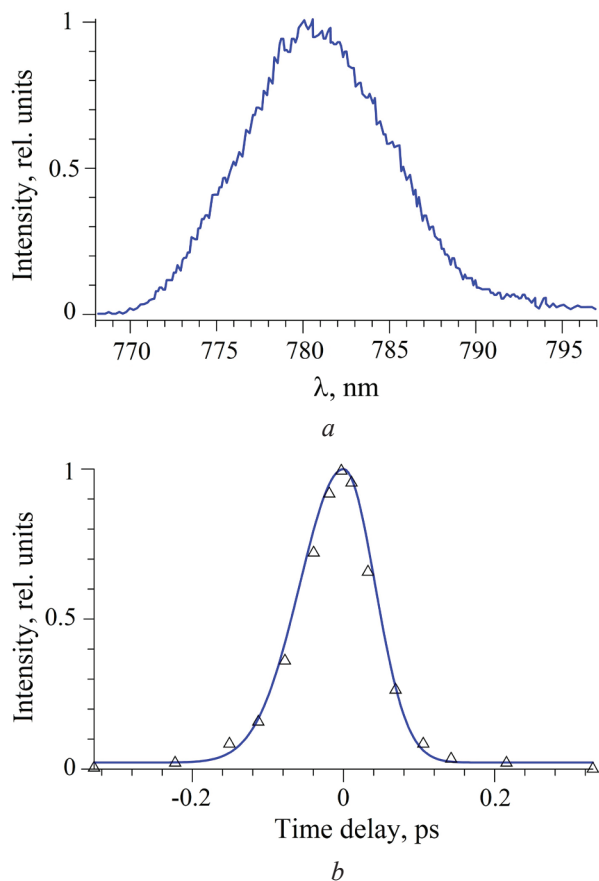 1
Intensity, rel. units
0.5
0
770 775 780 785 790 795
λ, nm
a
1
Intensity, rel. units
0.5
0
-0.2 0 0.2
Time delay, ps
b